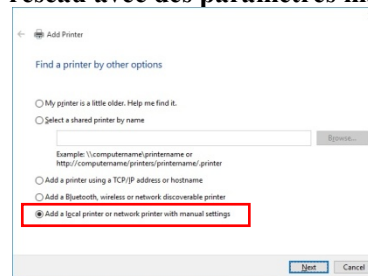 réseau avec des paramètres
Add Printer
Find a printer by other options
My printer is a little older. Help me find it.
Select a shared printer by name
Browse...
Example: \\computername\printername or
http://computername/printers/printername/.printer
Add a printer using a TCP/IP address or hostname
Add a Bluetooth, wireless or network discoverable printer
Add a local printer or network printer with manual settings
Next Cancel